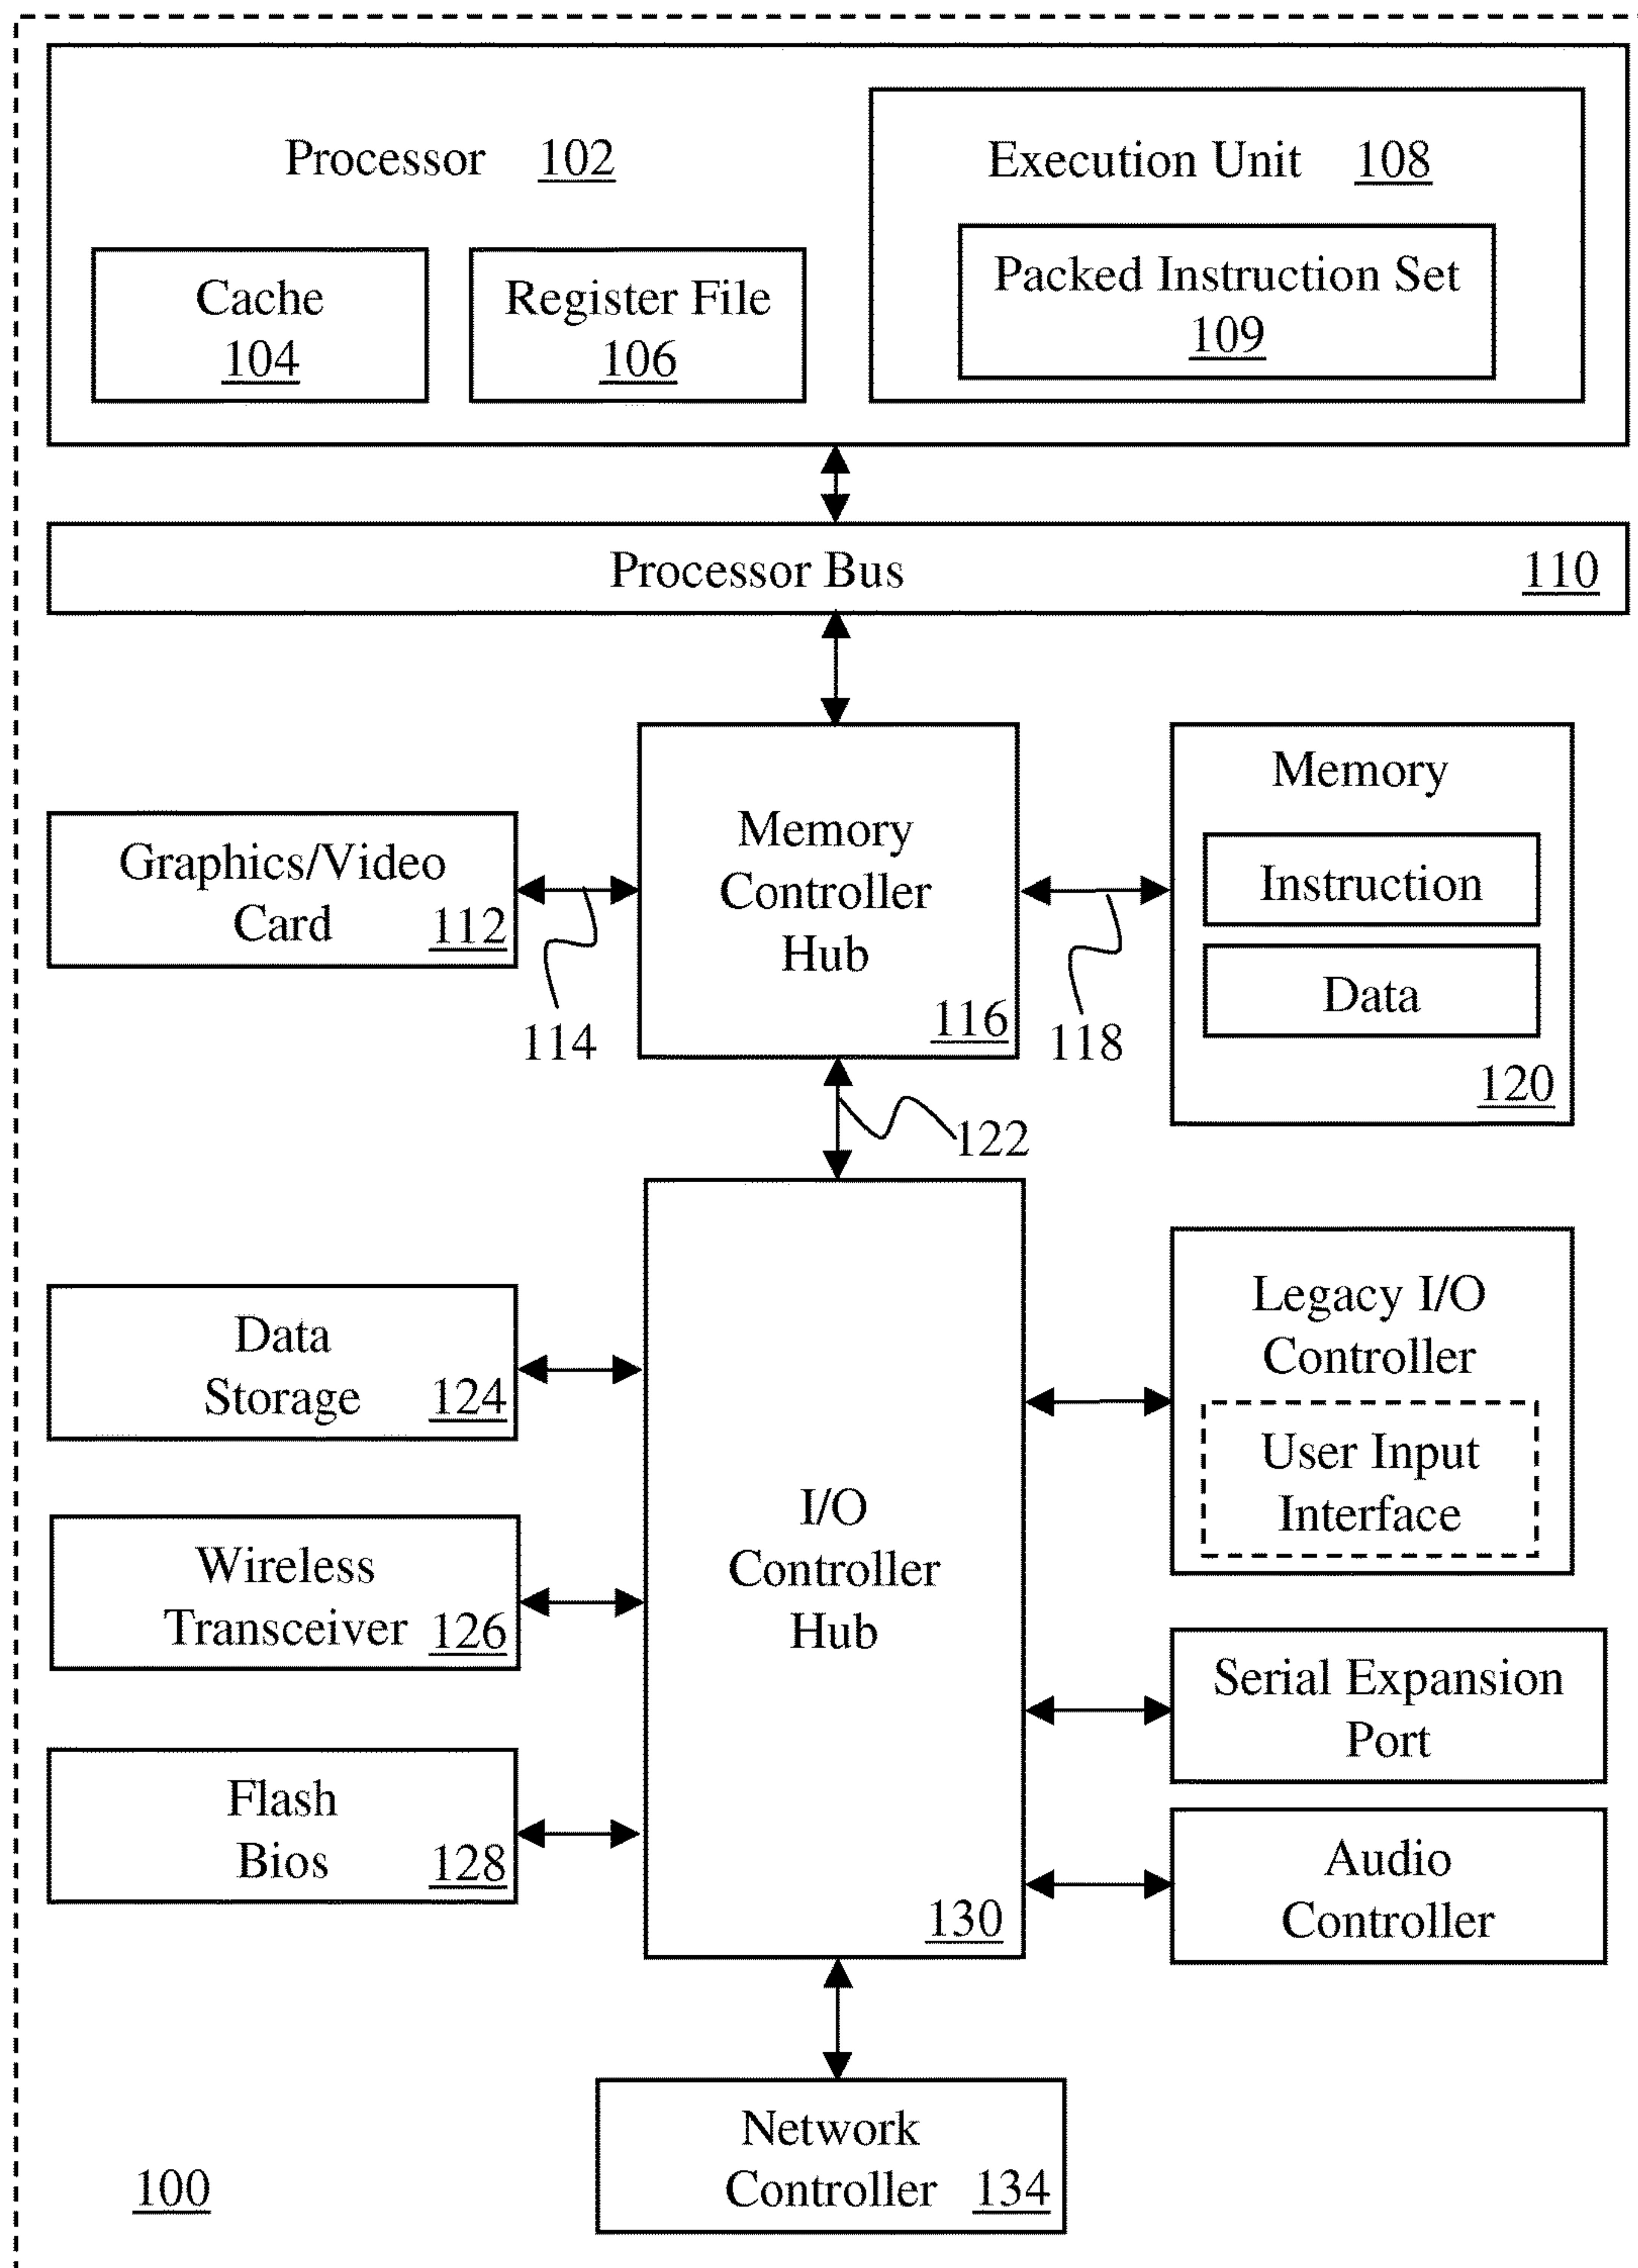 Processor 102
Execution Unit 108
Cache
104
Register File
106
Packed Instruction Set
109
Processor Bus 110
Graphics/Video
Card 112
114
Memory
Controller
Hub
116
118
Memory
Instruction
Data
120
122
Data
Storage 124
Wireless
Transceiver 126
Flash
Bios 128
I/O
Controller
Hub
130
Legacy I/O
Controller
User Input
Interface
Serial Expansion
Port
Audio
Controller
Network
Controller 134
100